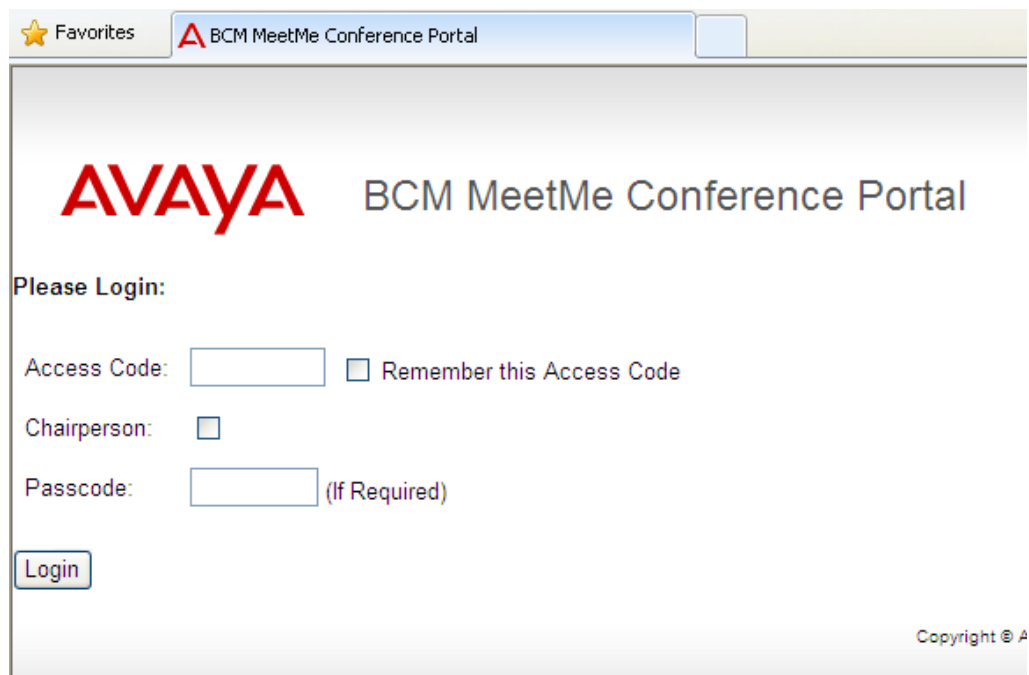 Favorites
BCM MeetMe Conference Portal
AVAYA BCM MeetMe Conference Portal
Please Login:
Access Code: Remember this Access Code
Chairperson:
Passcode: (If Required)
Login
Copyright ©